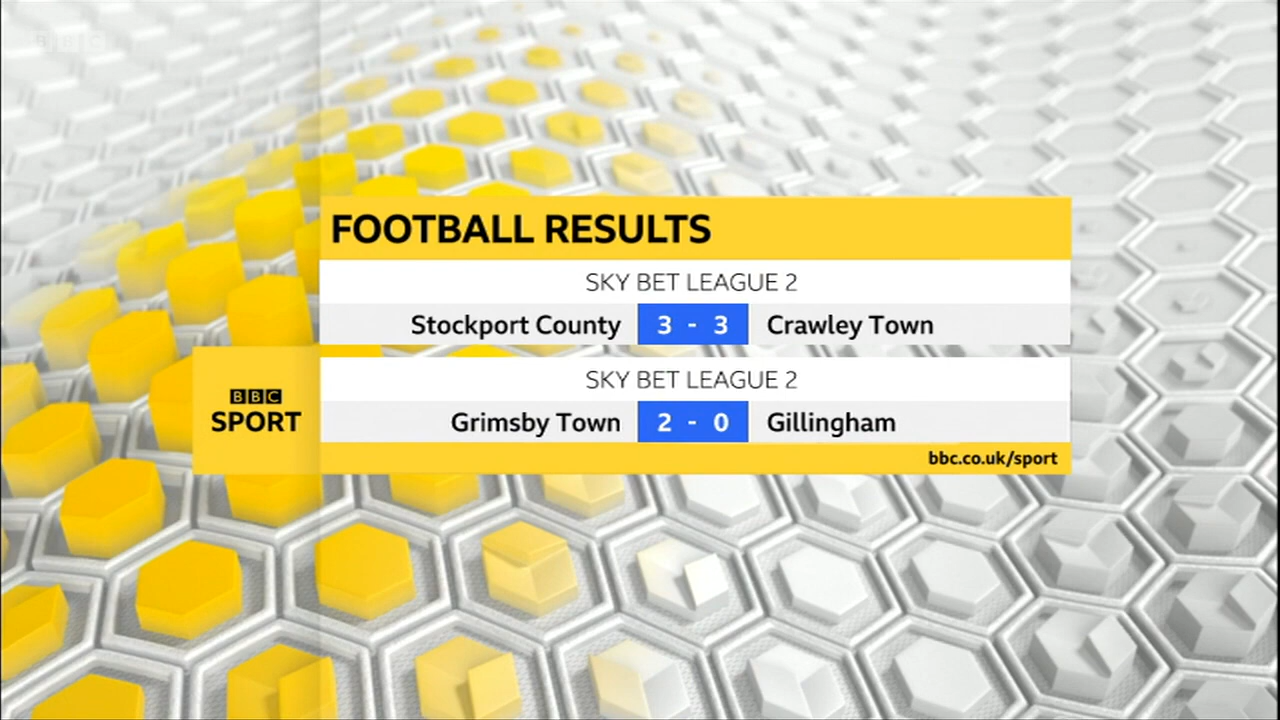 FOOTBALL RESULTS
SKY BET LEAGUE 2
Stockport County 3 - 3 Crawley Town
SKY BET LEAGUE 2
Grimsby Town 2 - 0 Gillingham
BBC
SPORT
bbc.co.uk/sport